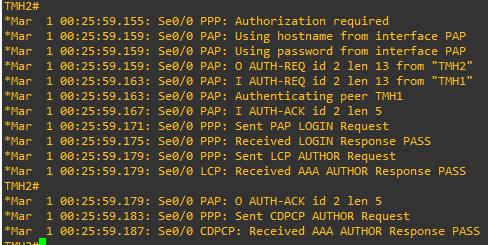 TMH2#
*Mar  1 00:25:59.155: Se0/0 PPP: Authorization required
*Mar  1 00:25:59.159: Se0/0 PAP: Using hostname from interface PAP
*Mar  1 00:25:59.159: Se0/0 PAP: Using password from interface PAP
*Mar  1 00:25:59.159: Se0/0 PAP: O AUTH-REQ id 2 len 13 from "TMH2"
*Mar  1 00:25:59.163: Se0/0 PAP: I AUTH-REQ id 2 len 13 from "TMH1"
*Mar  1 00:25:59.163: Se0/0 PAP: Authenticating peer TMH1
*Mar  1 00:25:59.167: Se0/0 PAP: I AUTH-ACK id 2 len 5
*Mar  1 00:25:59.171: Se0/0 PPP: Sent PAP LOGIN Request
*Mar  1 00:25:59.175: Se0/0 PPP: Received LOGIN Response PASS
*Mar  1 00:25:59.179: Se0/0 PPP: Sent LCP AUTHOR Request
*Mar  1 00:25:59.179: Se0/0 LCP: Received AAA AUTHOR Response PASS
TMH2#
*Mar  1 00:25:59.179: Se0/0 PAP: O AUTH-ACK id 2 len 5
*Mar  1 00:25:59.183: Se0/0 PPP: Sent CDPCP AUTHOR Request
*Mar  1 00:25:59.187: Se0/0 CDPCP: Received AAA AUTHOR Response PASS
TMH2#